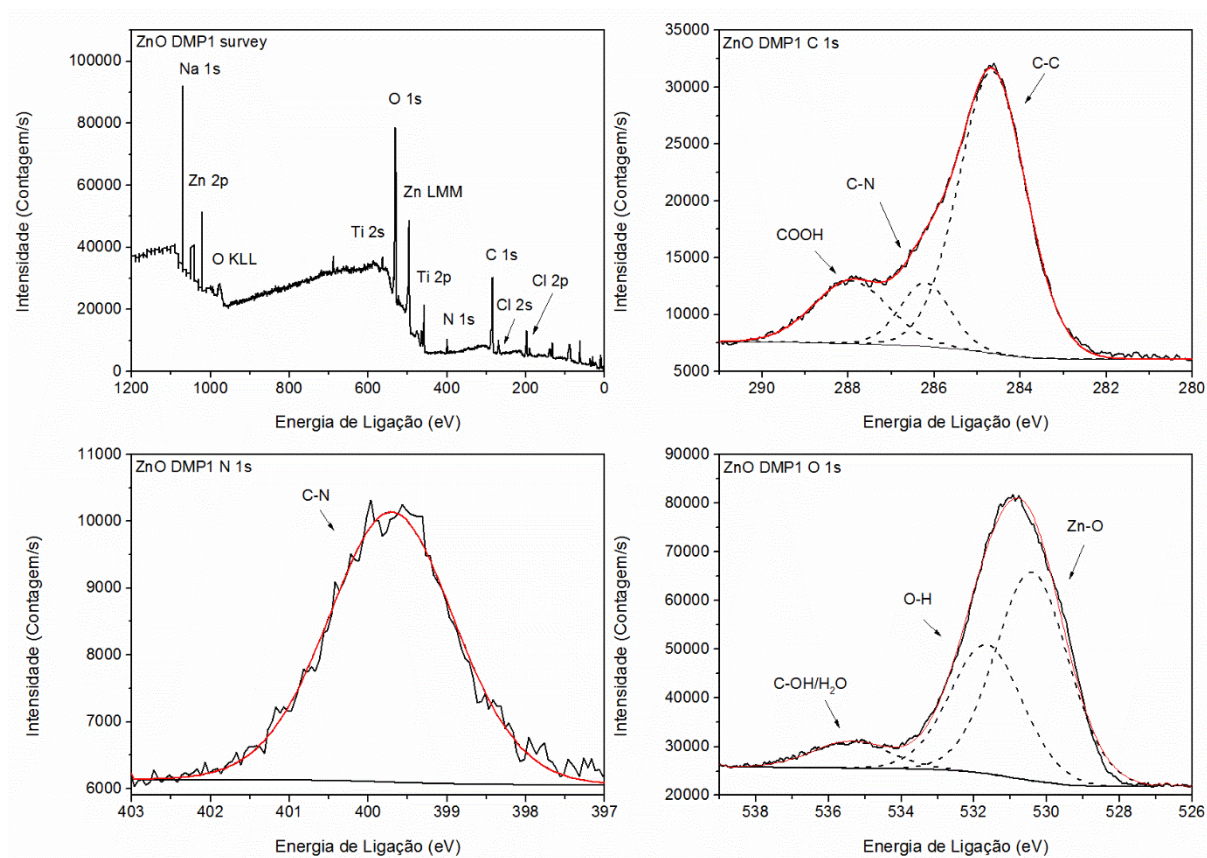 ZnO DMP1 survey
Na 1s
Zn 2p
O KLL
Ti 2s
O 1s
Zn LMM
Ti 2p
N 1s
C 1s
Cl 2s
Cl 2p
100000
80000
60000
40000
20000
0
1200 1000 800 600 400 200 0
Intensidade (Contagem/s)
Energia de Ligação (eV)
ZnO DMP1 C 1s
C-C
C-N
COOH
35000
30000
25000
20000
15000
10000
5000
290 288 286 284 282 280
Intensidade (Contagem/s)
Energia de Ligação (eV)
ZnO DMP1 N 1s
C-N
11000
10000
9000
8000
7000
6000
403 402 401 400 399 398 397
Intensidade (Contagem/s)
Energia de Ligação (eV)
ZnO DMP1 O 1s
Zn-O
O-H
C-OH/H₂O
90000
80000
70000
60000
50000
40000
30000
20000
538 536 534 532 530 528 526
Intensidade (Contagem/s)
Energia de Ligação (eV)